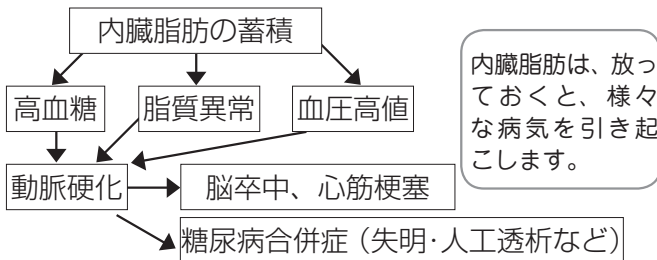 内臓脂肪の蓄積
高血糖
脂質異常
血圧高値
動脈硬化
脳卒中、心筋梗塞
糖尿病合併症（失明･人工透析など）
内臓脂肪は、放っ
ておくと、様々
な病気を引き起
こします。